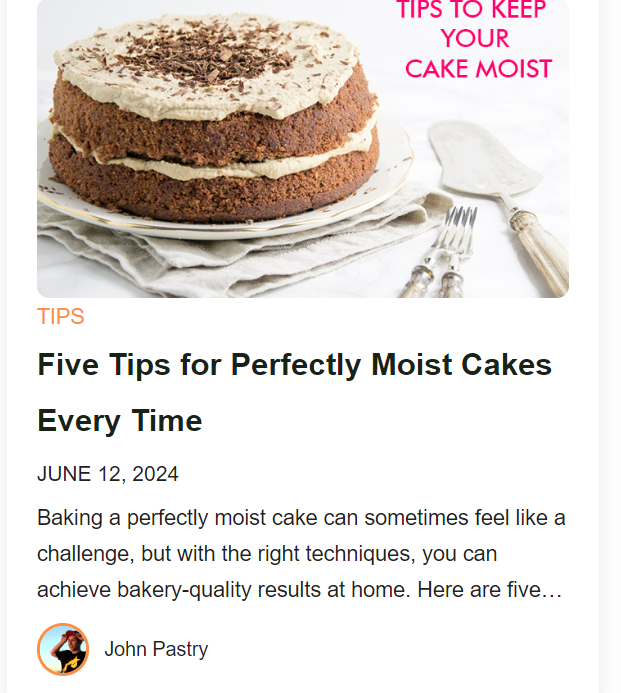 TIPS TO KEEP
YOUR
CAKE MOIST
TIPS
Five Tips for Perfectly Moist Cakes
Every Time
JUNE 12, 2024
Baking a perfectly moist cake can sometimes feel like a
challenge, but with the right techniques, you can
achieve bakery-quality results at home. Here are five…
John Pastry